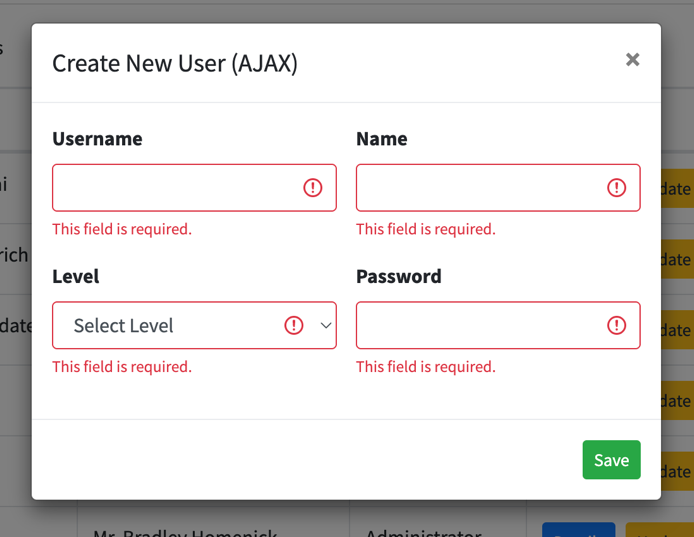 Create New User (AJAX) ×
Username Name
This field is required. This field is required.
Level Password
Select Level
This field is required. This field is required.
Save